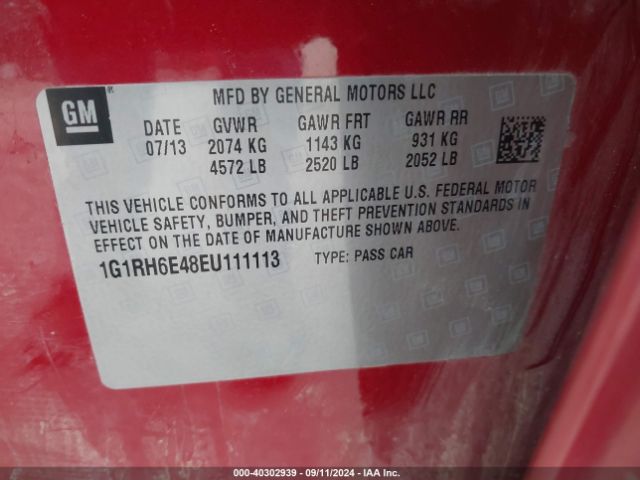 GM
MFD BY GENERAL MOTORS LLC
DATE GVWR GAWR FRT GAWR RR
07/13 2074 KG 1143 KG 931 KG
4572 LB 2520 LB 2052 LB
THIS VEHICLE CONFORMS TO ALL APPLICABLE U.S. FEDERAL MOTOR
VEHICLE SAFETY, BUMPER, AND THEFT PREVENTION STANDARDS IN
EFFECT ON THE DATE OF MANUFACTURE SHOWN ABOVE.
1G1RH6E48EU111113 TYPE: PASS CAR
000-40302939 - 09/11/2024 - IAA Inc.